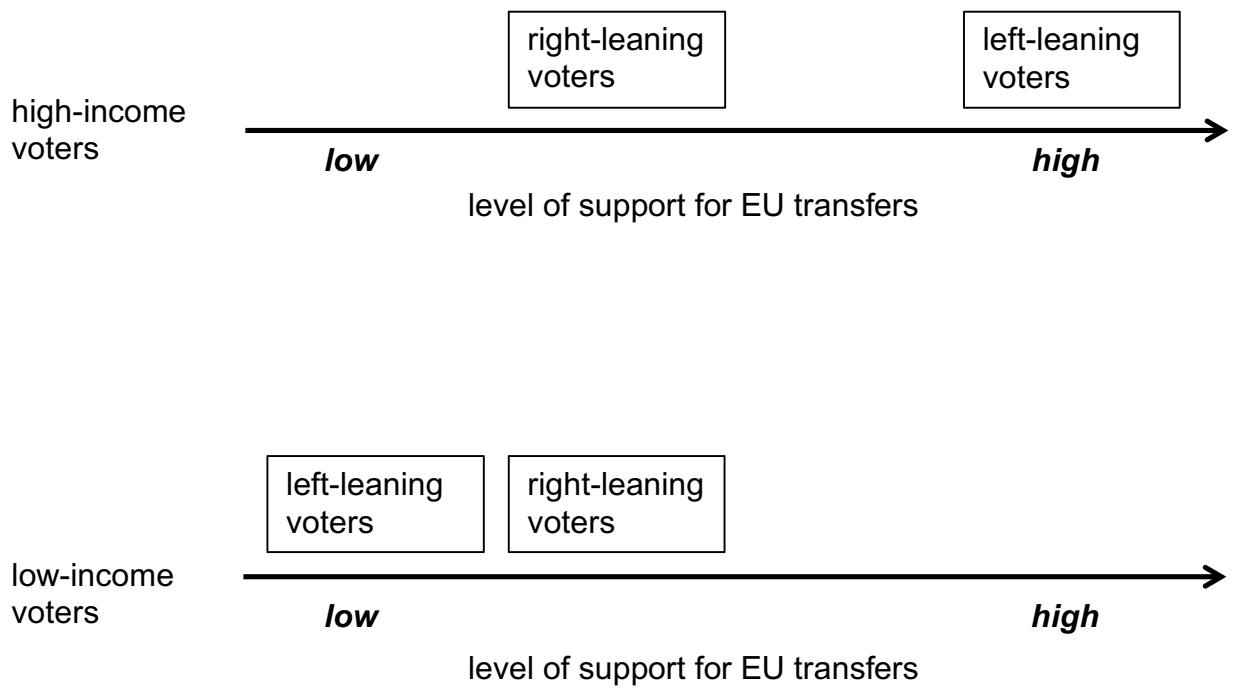 right-leaning
voters
left-leaning
voters
high-income
voters
low
high
level of support for EU transfers
left-leaning
voters
right-leaning
voters
low-income
voters
low
high
level of support for EU transfers